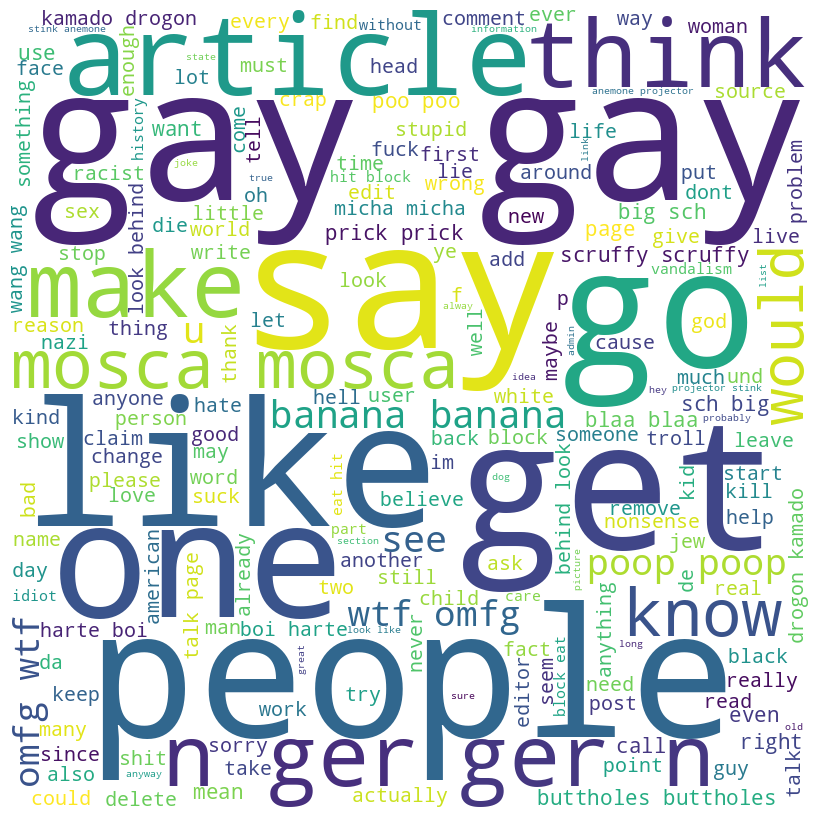 kamado drogon
every
find
without
comment
ever
way
woman
stink anemone
information
use
article
think
state
must
face
lot
head
anemone projector
source
enough
crap
poo poo
something
history
want
come
tell
gay gay
stupid
life
link
racist
joke
time
fuck
first
around
put
problem
true
hit block
lie
dont
sex
oh
edit
wrong
new
big sch
page
little
micha micha
die
world
prick prick
give
live
wang wang
look behind
stop
write
ye
add
scruffy scruffy
make
say
go
would
look
vandalism
list
f
p
god
alway
reason
thing
u
let
well
maybe
admin
cause
nazi
thank
idea
much
und
mosca mosca
hey
projector stink
anyone
hell
user
white
probably
sch big
kind
person
hate
banana banana
blaa blaa
show
claim
good
back
block
someone
troll
leave
like
get
change
may
im
behind look
kid
start
please
word
eat hit
dog
kill
bad
love
suck
believe
remove
help
one
part
nonsense
name
section
see
jew
another
ask
picture
poop poop
drogon kamado
day
american
already
two
still
de
real
idiot
child
care
anything
wtf omfg
know
talk page
man
boi harte
look like
harte boi
people
never
fact
long
da
great
editor
seem
block eat
black
omfg wtf
keep
try
sure
need
really
work
post
read
many
even
old
since
n ger ger n
sorry
call
right
talk
shit
take
also
anyway
point
guy
could
delete
mean
actually
buttholes buttholes